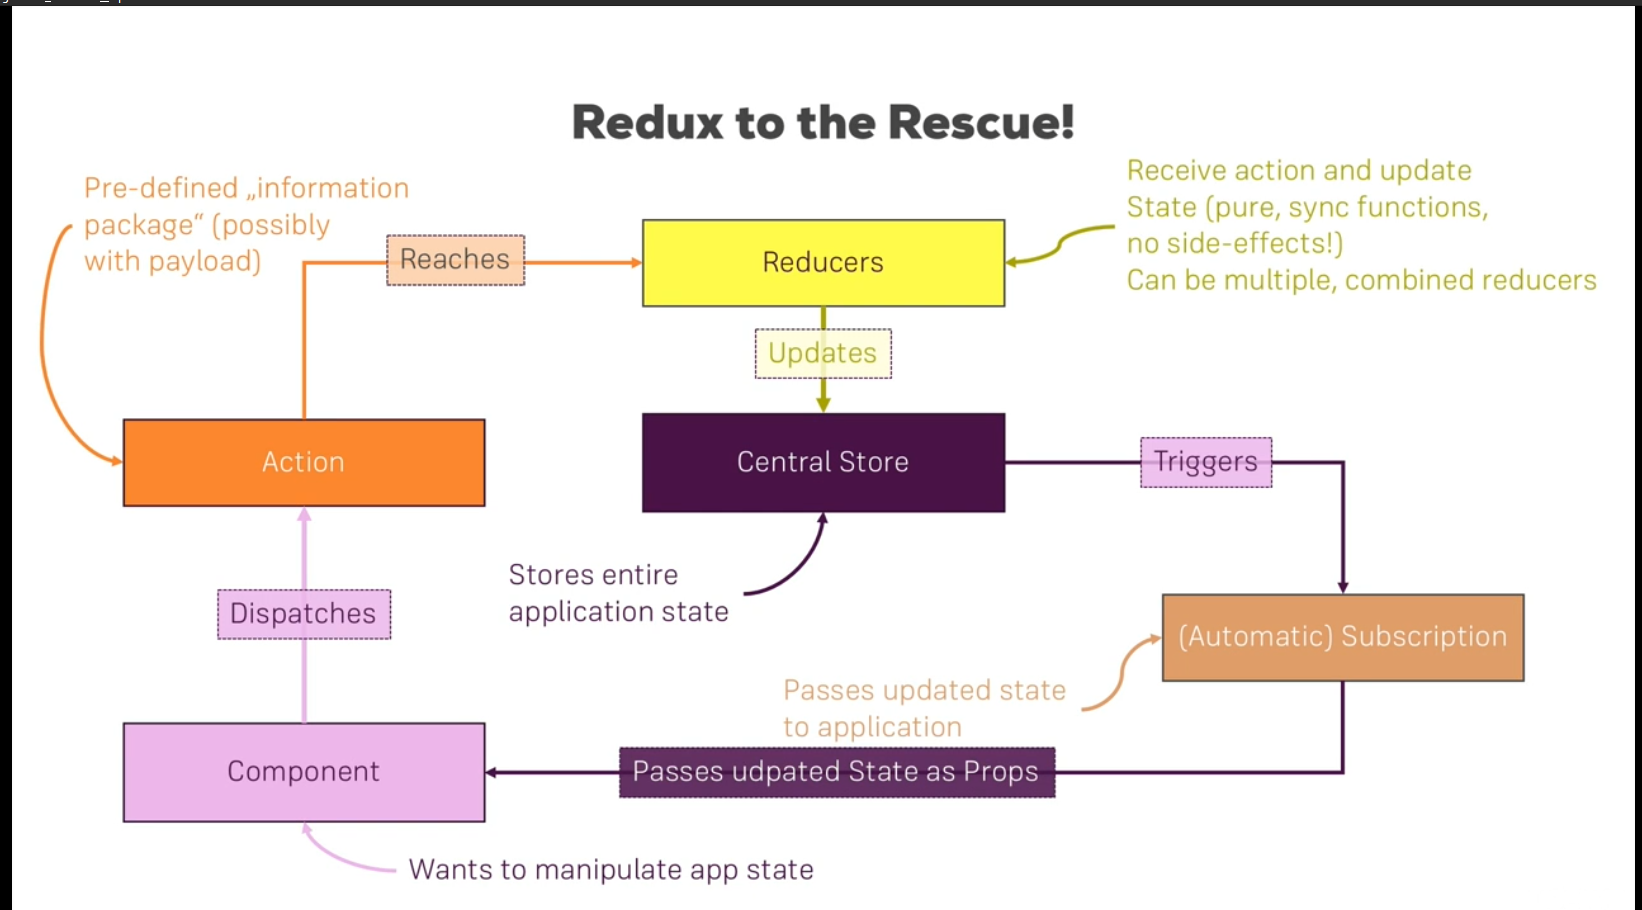 Redux to the Rescue!
Pre-defined „information
package“ (possibly
with payload)
Reaches
Reducers
Receive action and update
State (pure, sync functions,
no side-effects!)
Can be multiple, combined reducers
Updates
Action
Central Store
Triggers
Stores entire
application state
Dispatches
(Automatic) Subscription
Passes updated state
to application
Component
Passes udpated State as Props
Wants to manipulate app state